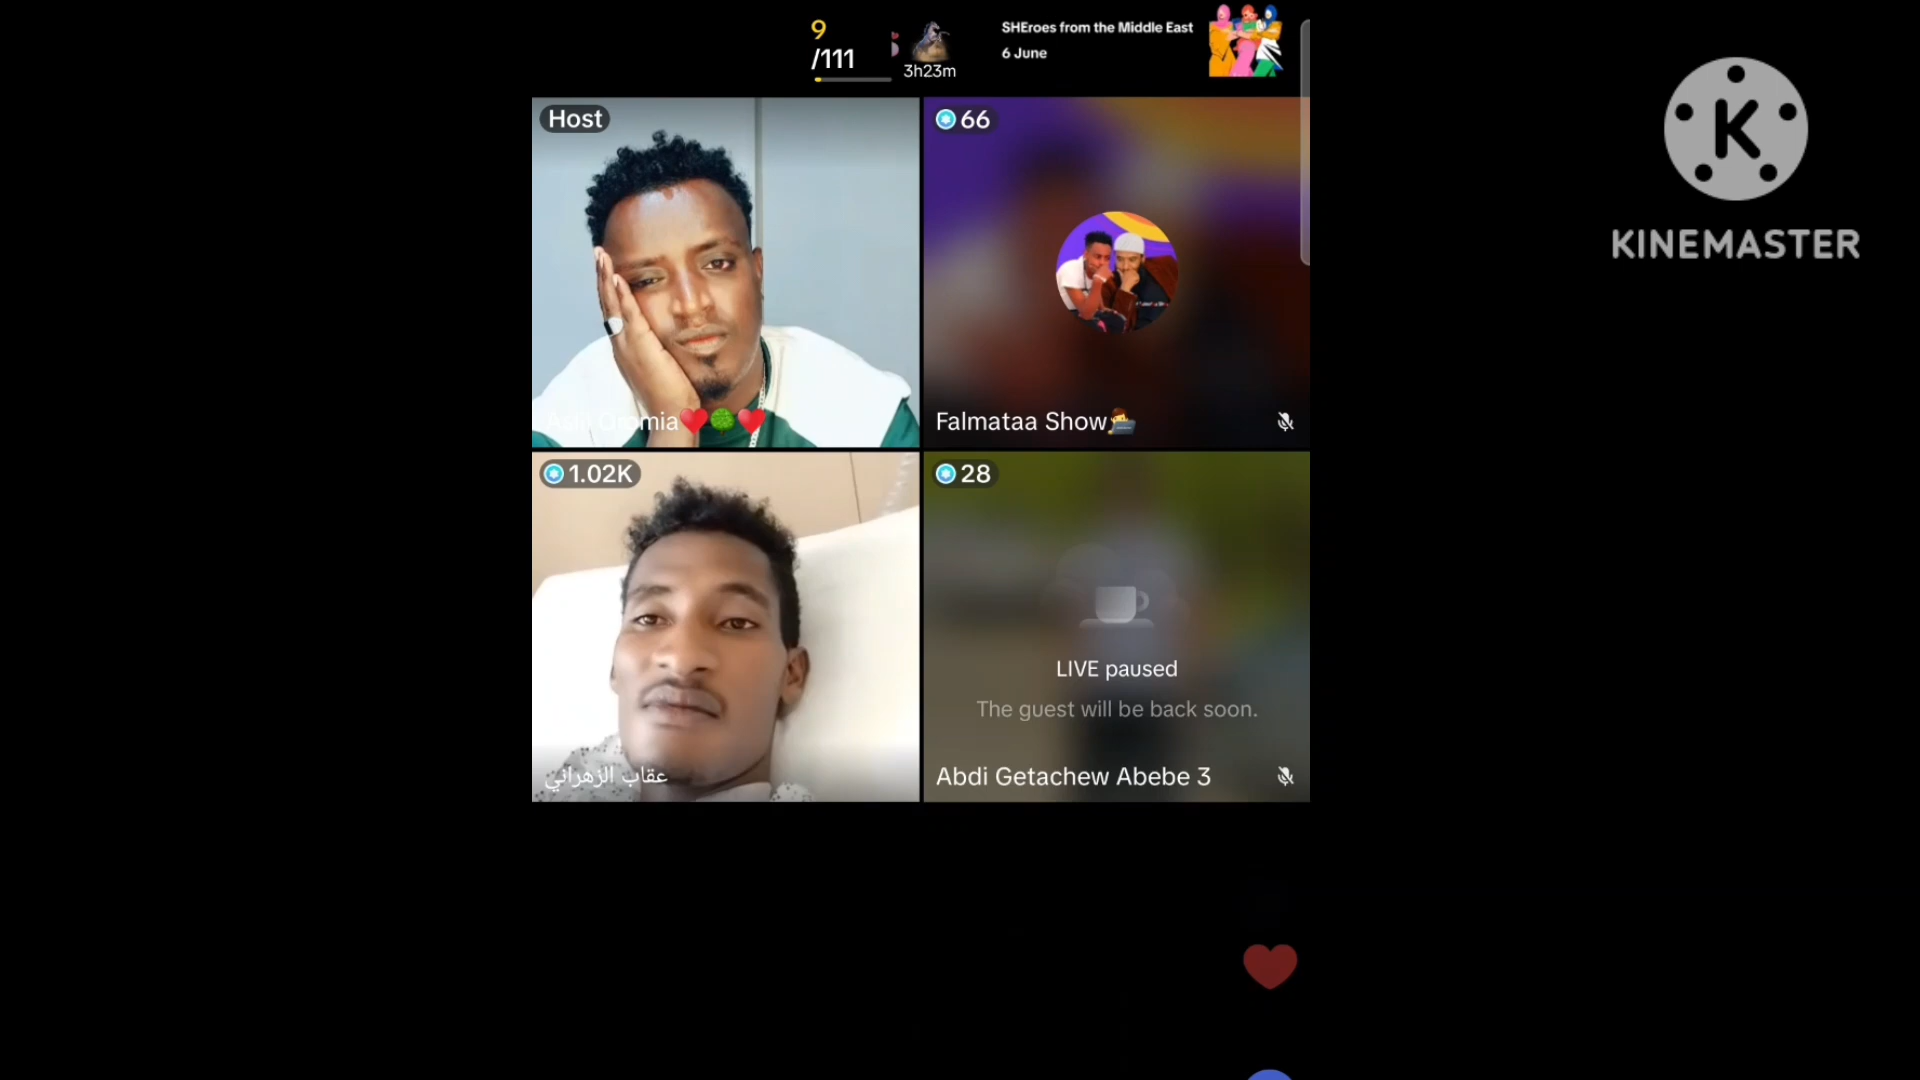 9
/111
3h23m
SHEroes from the Middle East
6 June
Host
66
Oromia❤️🌳❤️
Falmataa Show👨‍💻
1.02K
28
LIVE paused
The guest will be back soon.
عقاب الزهراني
Abdi Getachew Abebe 3
K
KINEMASTER